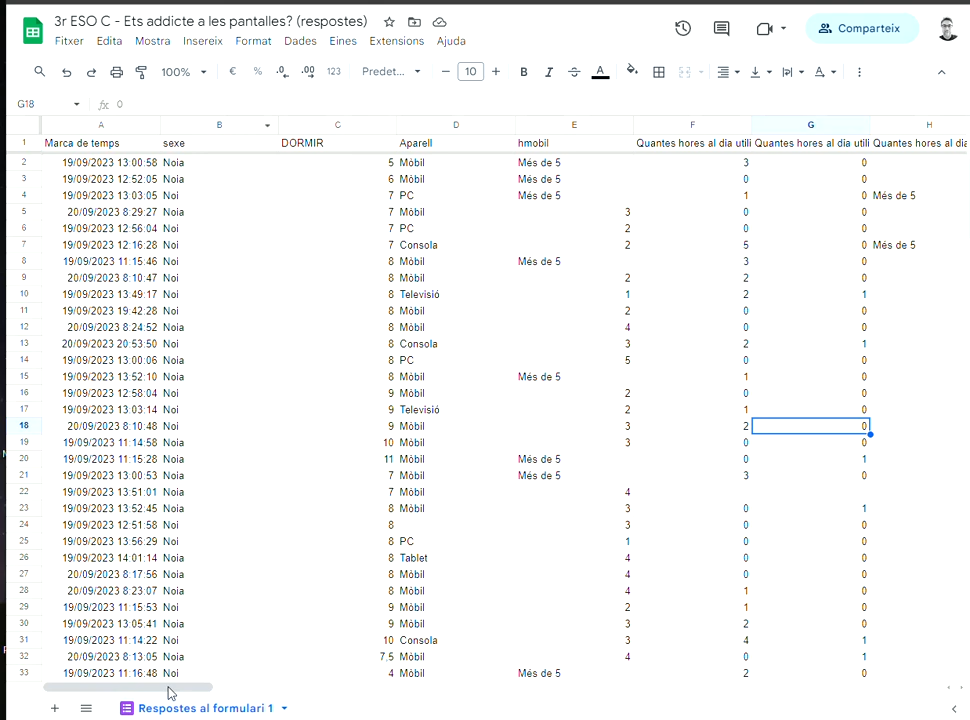 3r ESO C - Ets addicte a les pantalles? (respostes)
Fitxer Edita Mostra Insereix Format Dades Eines Extensions Ajuda
Comparteix
100% € % .0 .00 123 Predet... 10 B I A
G18 fx 0
A B C D E F G H
1 Marca de temps sexe DORMIR Aparell hmobil Quantes hores al dia utili Quantes hores al dia utili Quantes hores al dia
2 19/09/2023 13:00:58 Noia 5 Mòbil Més de 5 3 0
3 19/09/2023 12:52:05 Noia 6 Mòbil Més de 5 0 0
4 19/09/2023 13:03:05 Noi 7 PC Més de 5 1 0 Més de 5
5 20/09/2023 8:29:27 Noia 7 Mòbil 3 0 0
6 19/09/2023 12:56:04 Noi 7 PC 2 0 0
7 19/09/2023 12:16:28 Noi 7 Consola 2 5 0 Més de 5
8 19/09/2023 11:15:46 Noi 8 Mòbil Més de 5 3 0
9 20/09/2023 8:10:47 Noi 8 Mòbil 2 2 0
10 19/09/2023 13:49:17 Noi 8 Televisió 1 2 1
11 19/09/2023 19:42:28 Noi 8 Mòbil 2 0 0
12 20/09/2023 8:24:52 Noia 8 Mòbil 4 0 0
13 20/09/2023 20:53:50 Noi 8 Consola 3 2 1
14 19/09/2023 13:00:06 Noi 8 PC 5 0 0
15 19/09/2023 13:52:10 Noia 8 Mòbil Més de 5 1 0
16 19/09/2023 12:58:04 Noi 9 Mòbil 2 0 0
17 19/09/2023 13:03:14 Noi 9 Televisió 2 1 0
18 20/09/2023 8:10:48 Noi 9 Mòbil 3 2 0
19 19/09/2023 11:14:58 Noi 10 Mòbil 3 0 0
20 19/09/2023 11:15:28 Noi 11 Mòbil Més de 5 0 1
21 19/09/2023 13:00:53 Noi 7 Mòbil Més de 5 3 0
22 19/09/2023 13:51:01 Noia 7 Mòbil 4
23 19/09/2023 13:52:45 Noia 8 Mòbil 3 0 1
24 19/09/2023 12:51:58 Noi 8 3 0 0
25 19/09/2023 13:56:29 Noi 8 PC 1 0 0
26 19/09/2023 14:01:14 Noia 8 Tablet 4 0 0
27 20/09/2023 8:17:56 Noia 8 Mòbil 4 0 0
28 20/09/2023 8:23:07 Noia 8 Mòbil 4 1 0
29 19/09/2023 11:15:53 Noi 9 Mòbil 2 1 0
30 19/09/2023 13:05:41 Noi 9 Mòbil 3 2 0
31 19/09/2023 11:14:22 Noi 10 Consola 3 4 1
32 20/09/2023 8:13:05 Noia 7.5 Mòbil 4 0 1
33 19/09/2023 11:16:48 Noi 4 Mòbil Més de 5 2 0
Respostes al formulari 1